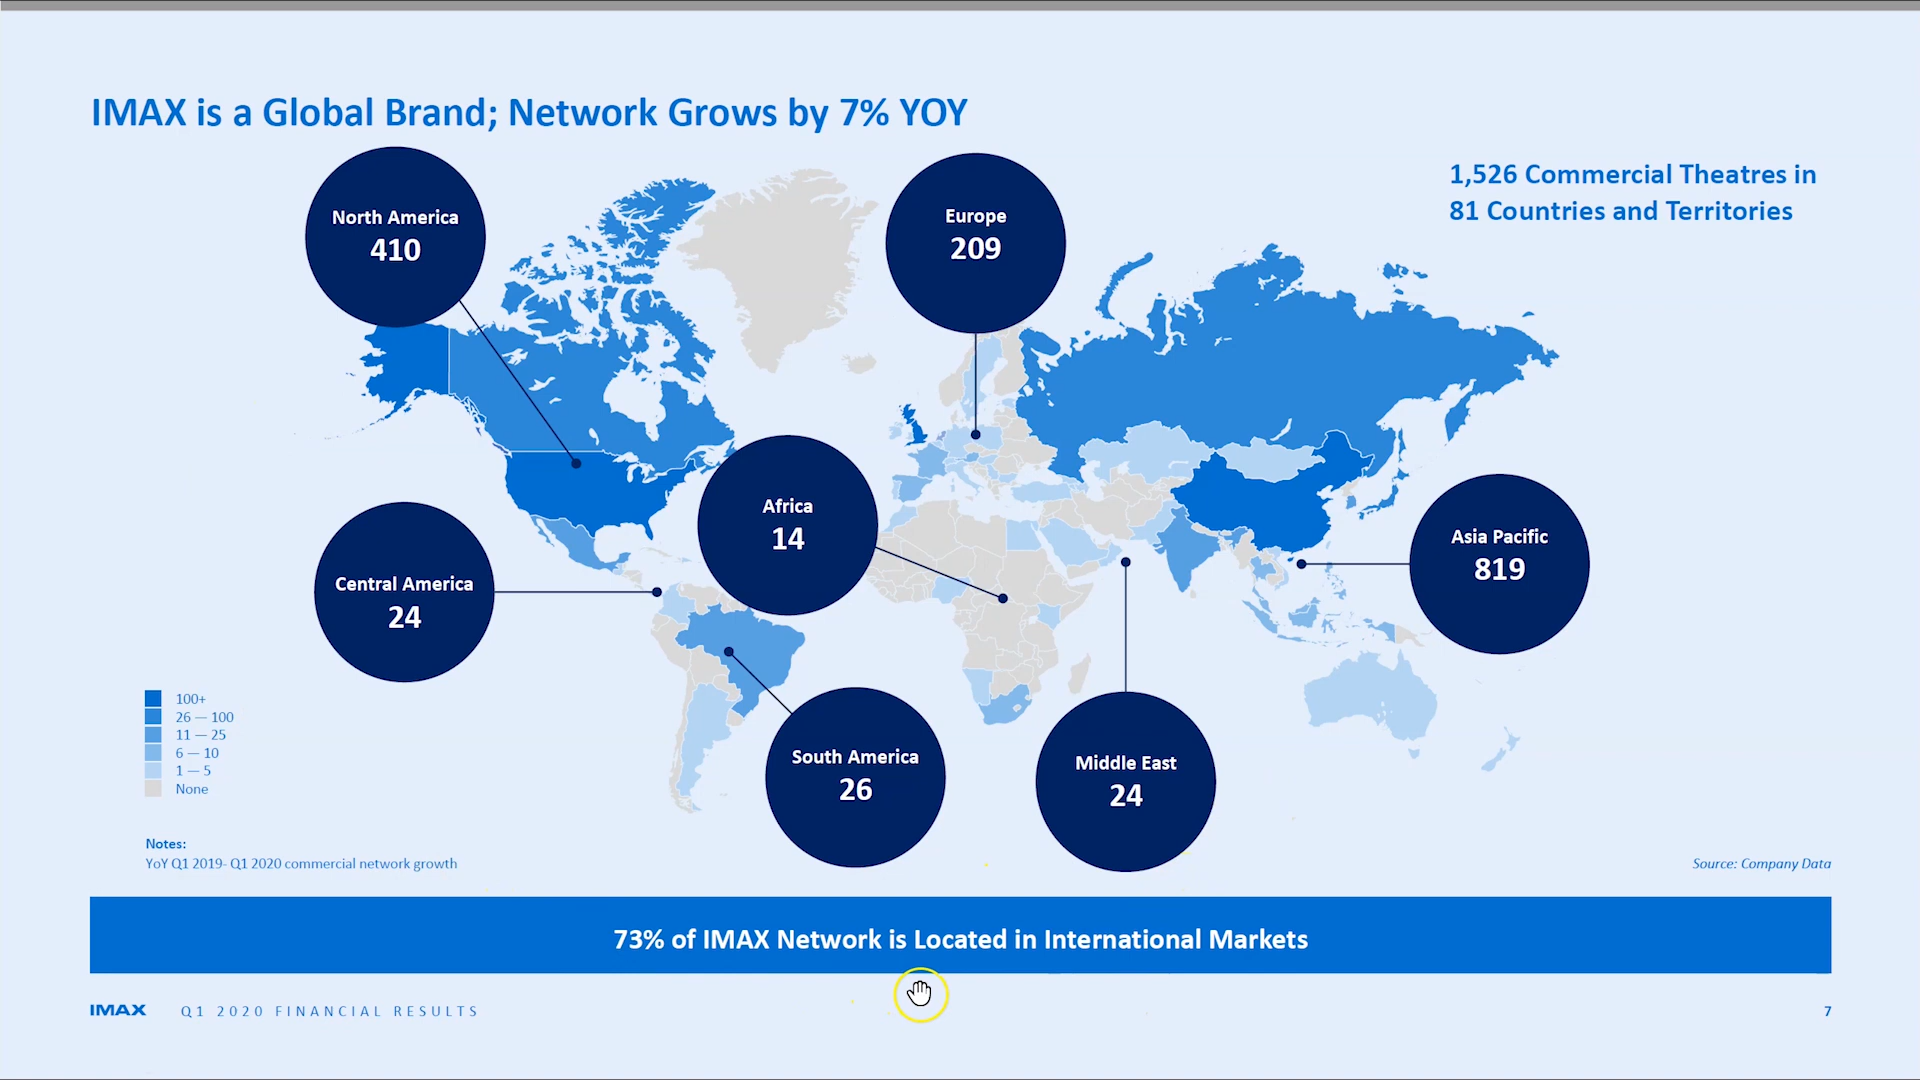 IMAX is a Global Brand; Network Grows by 7% YOY
1,526 Commercial Theatres in
81 Countries and Territories
North America
410
Europe
209
Africa
14
Asia Pacific
819
Central America
24
South America
26
Middle East
24
100+
26 — 100
11 — 25
6 — 10
1 — 5
None
Notes:
YoY Q1 2019- Q1 2020 commercial network growth
Source: Company Data
73% of IMAX Network is Located in International Markets
IMAX Q1 2020 FINANCIAL RESULTS
7